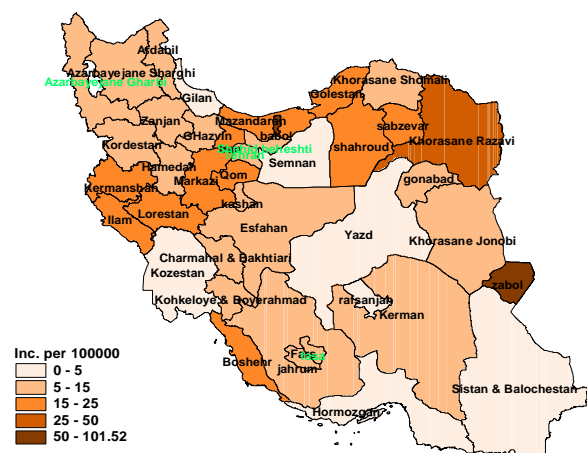 Ardabil
Azarbayejane Sharghi
Azarbayejane Gharbi
Gilan
Khorasane Shomali
Golestan
Zanjan
Mazandaran
babol
sabzevar
Kordestan
GHazvin
Khorasane Razavi
shahroud
Semnan
Hamedan
Qom
Markazi
Kermanshah
gonabad
kashan
Lorestan
Ilam
Esfahan
Yazd
Khorasane Jonobi
Charmahal & Bakhtiari
Kozestan
zabol
Kohkeloye & Boyerahmad
rafsanjan
Kerman
Inc. per 100000
0 - 5
5 - 15
15 - 25
25 - 50
50 - 101.52
Boshehr
jahrum
Sistan & Balochestan
Hormozgan